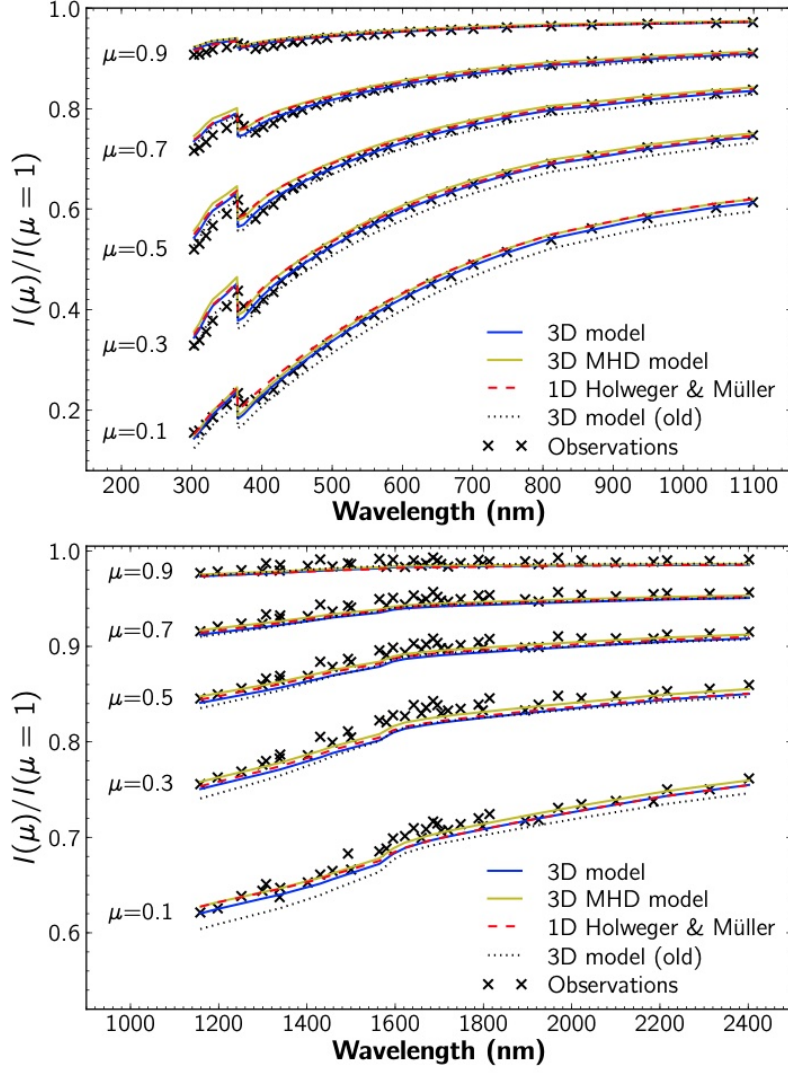 1.0
μ=0.9
0.8
μ=0.7
I(μ)/I(μ = 1)
0.6
μ=0.5
0.4
μ=0.3
0.2
μ=0.1
3D model
3D MHD model
1D Holweger & Müller
3D model (old)
Observations
200 300 400 500 600 700 800 900 1000 1100
Wavelength (nm)
1.0
μ=0.9
μ=0.7
0.9
μ=0.5
I(μ)/I(μ = 1)
0.8
μ=0.3
0.7
μ=0.1
0.6
3D model
3D MHD model
1D Holweger & Müller
3D model (old)
Observations
1000 1200 1400 1600 1800 2000 2200 2400
Wavelength (nm)